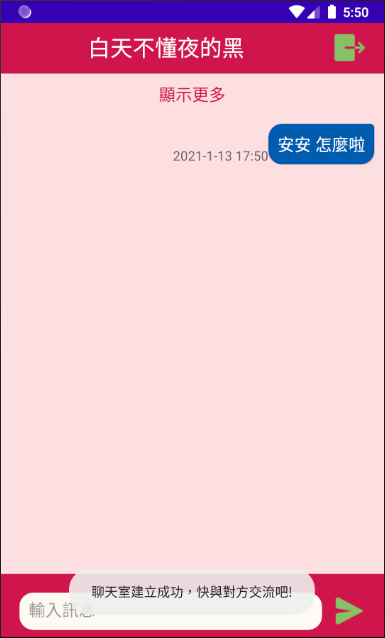 5:50
白天不懂夜的黑
顯示更多
安安 怎麼啦
2021-1-13 17:50
聊天室建立成功，快與對方交流吧!
輸入訊息